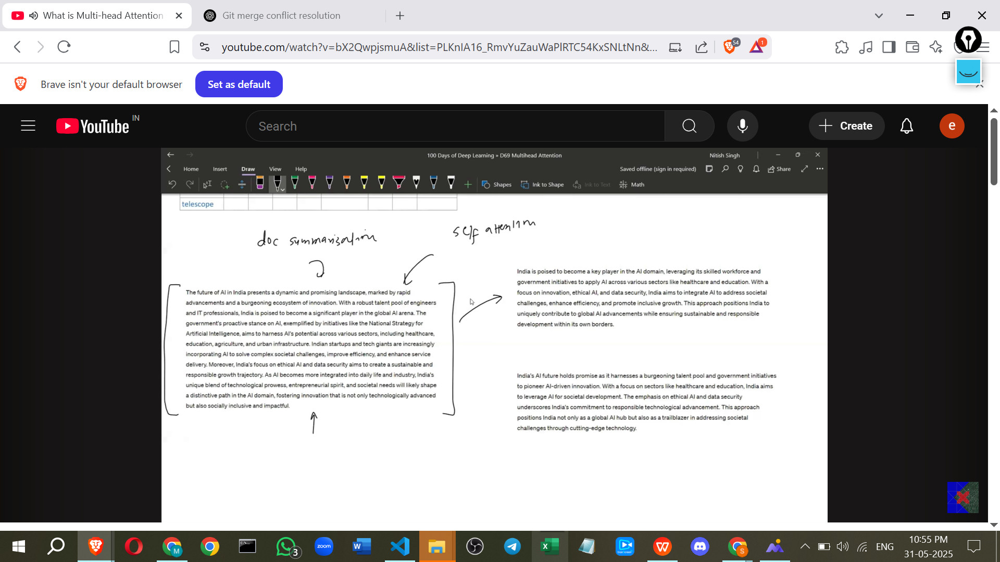 What is Multi-head Attention
Git merge conflict resolution
youtube.com/watch?v=bX2QwpjsmuA&list=PLKnIA16_RmvYuZauWaPlRTC54KxSNLtNn&...
54
1
Brave isn't your default browser
Set as default
YouTube IN
Search
Create
e
100 Days of Deep Learning » D69 Multihead Attention
Nitish Singh
Home Insert Draw View Help
Saved offline (sign in required)
Share
Shapes
Ink to Shape
Ink to Text
Math
telescope
doc summarisation
self attention
The future of AI in India presents a dynamic and promising landscape, marked by rapid
advancements and a burgeoning ecosystem of innovation. With a robust talent pool of engineers
and IT professionals, India is poised to become a significant player in the global AI arena. The
government's proactive stance on AI, exemplified by initiatives like the National Strategy for
Artificial Intelligence, aims to harness AI's potential across various sectors, including healthcare,
education, agriculture, and urban infrastructure. Indian startups and tech giants are increasingly
incorporating AI to solve complex societal challenges, improve efficiency, and enhance service
delivery. Moreover, India's focus on ethical AI and data security aims to create a sustainable and
responsible growth trajectory. As AI becomes more integrated into daily life and industry, India's
unique blend of technological prowess, entrepreneurial spirit, and societal needs will likely shape
a distinctive path in the AI domain, fostering innovation that is not only technologically advanced
but also socially inclusive and impactful.
India is poised to become a key player in the AI domain, leveraging its skilled workforce and
government initiatives to apply AI across various sectors like healthcare and education. With a
focus on innovation, ethical AI, and data security, India aims to integrate AI to address societal
challenges, enhance efficiency, and promote inclusive growth. This approach positions India to
uniquely contribute to global AI advancements while ensuring sustainable and responsible
development within its own borders.
India's AI future holds promise as it harnesses a burgeoning talent pool and government initiatives
to pioneer AI-driven innovation. With a focus on sectors like healthcare and education, India aims
to leverage AI for societal development. The emphasis on ethical AI and data security
underscores India's commitment to responsible technological advancement. This approach
positions India not only as a global AI hub but also as a trailblazer in addressing societal
challenges through cutting-edge technology.
M
3
zoom
W
X
S
ENG
10:55 PM
31-05-2025